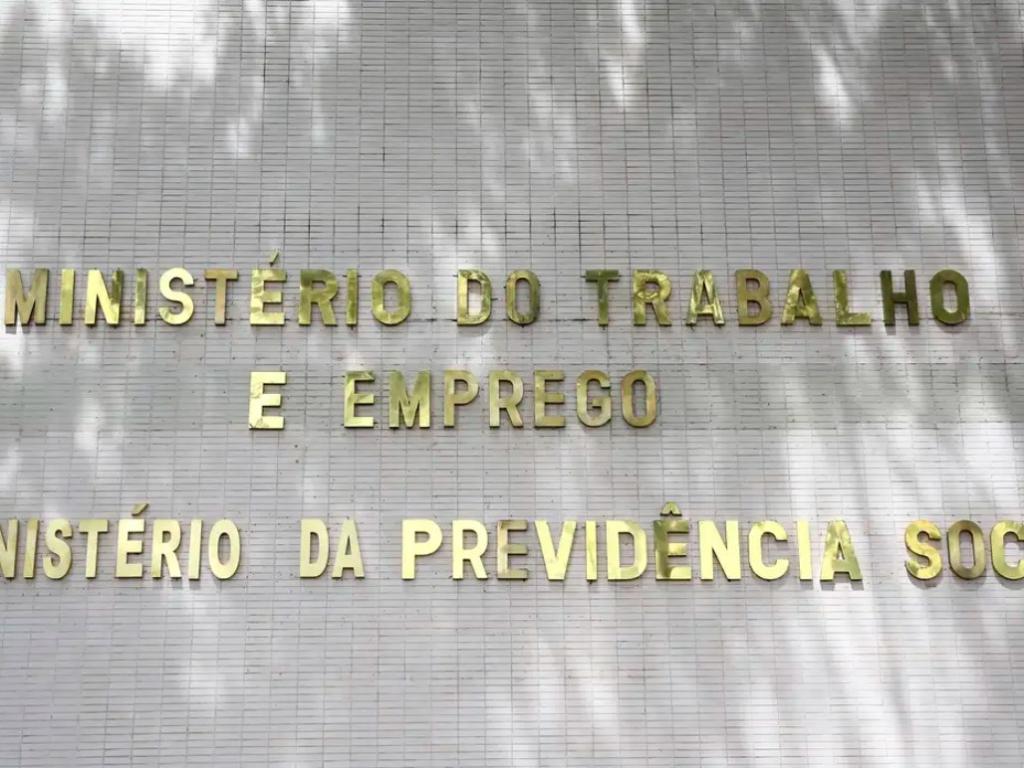 MINISTÉRIO DO TRABALHO
E EMPREGO
NISTÉRIO DA PREVIDÊNCIA SOC